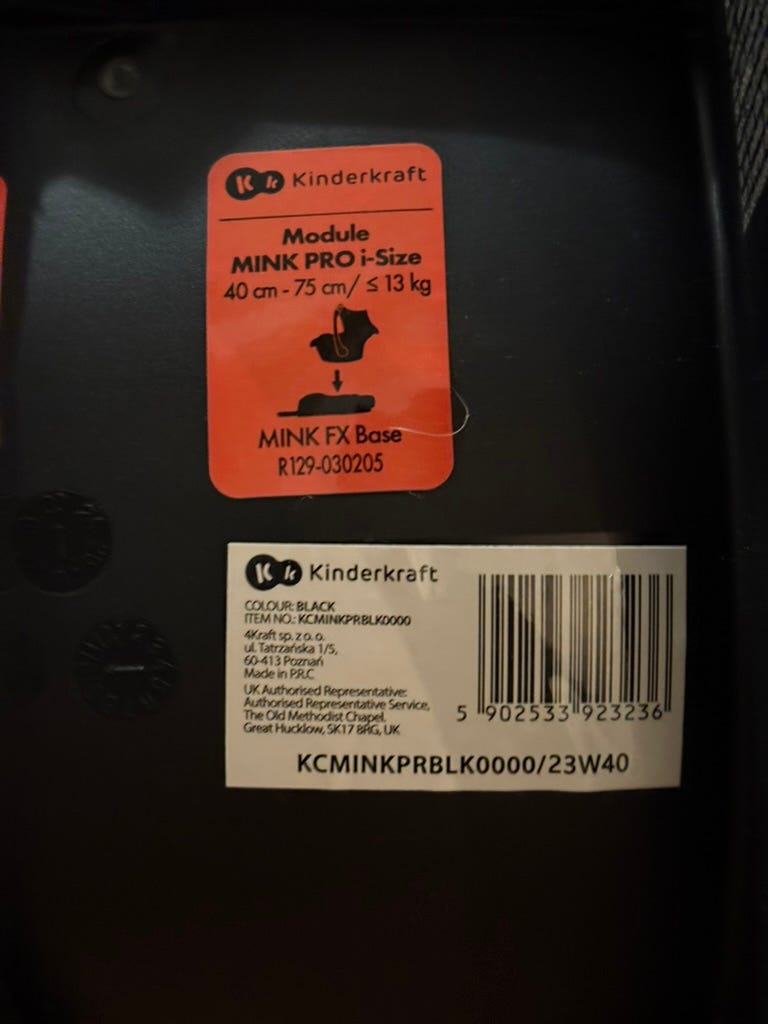 Kinderkraft
Module
MINK PRO i-Size
40 cm - 75 cm/ ≤ 13 kg
MINK FX Base
R129-030205
Kinderkraft
COLOUR: BLACK
ITEM NO.: KCMINKPRBLK0000
4Kraft sp. z o. o.
ul. Tatrzańska 1/5,
60-413 Poznań
Made in P.R.C
UK Authorised Representative:
Authorised Representative Service,
The Old Methodist Chapel.
Great Hucklow, SK17 8RG, UK
5 902533 923236
KCMINKPRBLK0000/23W40